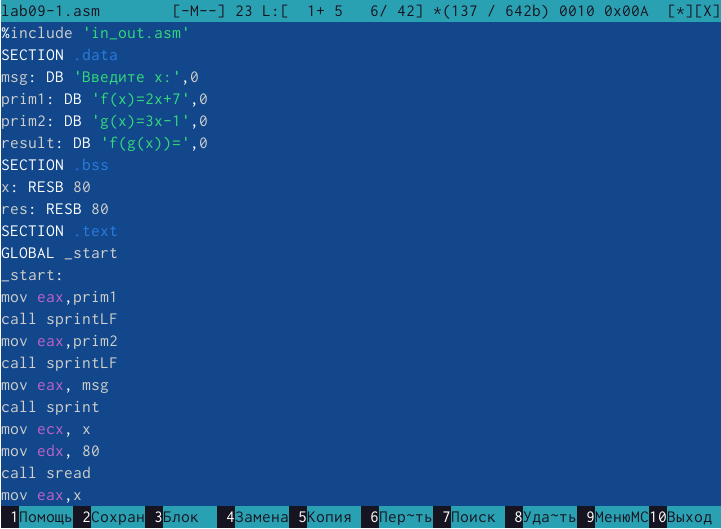 lab09-1.asm [-M--] 23 L:[ 1+ 5 6/ 42] *(137 / 642b) 0010 0x00A [*][X]
%include 'in_out.asm'
SECTION .data
msg: DB 'Введите x:',0
prim1: DB 'f(x)=2x+7',0
prim2: DB 'g(x)=3x-1',0
result: DB 'f(g(x))=',0
SECTION .bss
x: RESB 80
res: RESB 80
SECTION .text
GLOBAL _start
_start:
mov eax,prim1
call sprintLF
mov eax,prim2
call sprintLF
mov eax, msg
call sprint
mov ecx, x
mov edx, 80
call sread
mov eax,x
1Помощь 2Сохран 3Блок 4Замена 5Копия 6Пер~ть 7Поиск 8Уда~ть 9МенюMC 10Выход